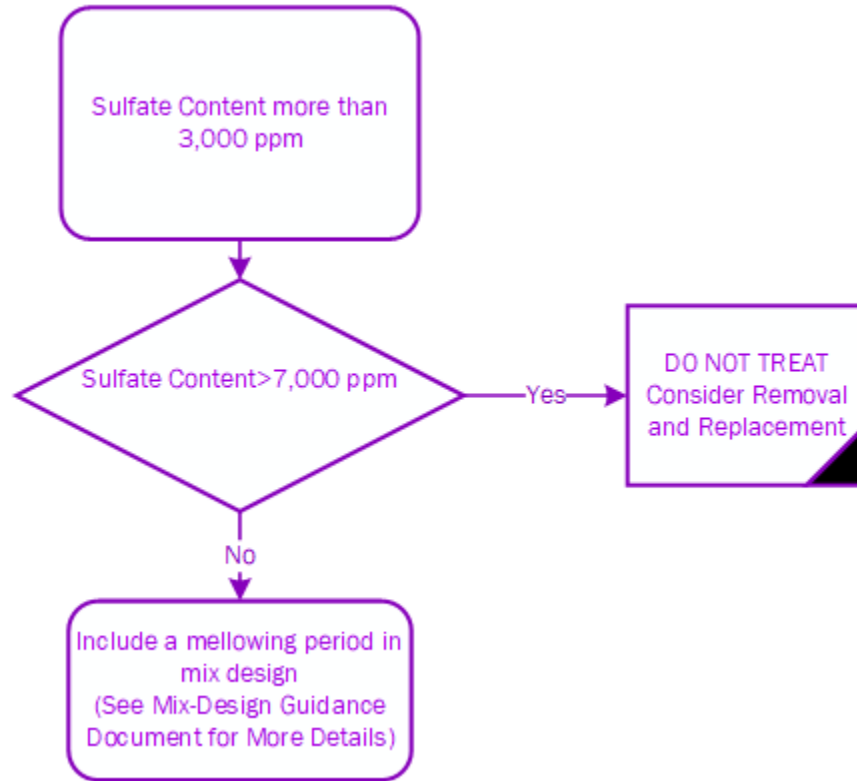 Sulfate Content more than
3,000 ppm
Sulfate Content>7,000 ppm
Yes
DO NOT TREAT
Consider Removal
and Replacement
No
Include a mellowing period in
mix design
(See Mix-Design Guidance
Document for More Details)